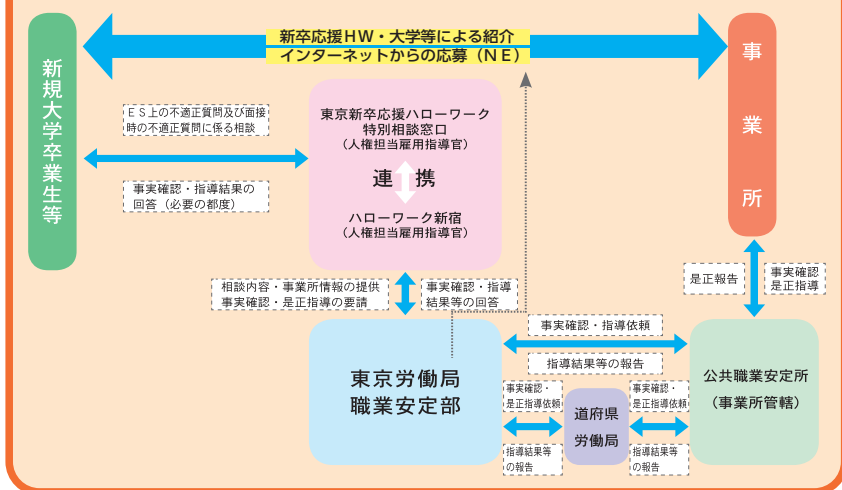 新卒応援HW・大学等による紹介
インターネットからの応募（NE）
新規大学卒業生等
事業所
ES上の不適正質問及び面接
時の不適正質問に係る相談
事実確認・指導結果の
回答（必要の都度）
東京新卒応援ハローワーク
特別相談窓口
（人権担当雇用指導官）
連携
ハローワーク新宿
（人権担当雇用指導官）
相談内容・事業所情報の提供
事実確認・是正指導の要請
事実確認・指導
結果等の回答
是正報告
事実確認
是正指導
東京労働局
職業安定部
事実確認・指導依頼
指導結果等の報告
事実確認・
是正指導依頼
指導結果等
の報告
道府県
労働局
事実確認・
是正指導依頼
指導結果等
の報告
公共職業安定所
（事業所管轄）